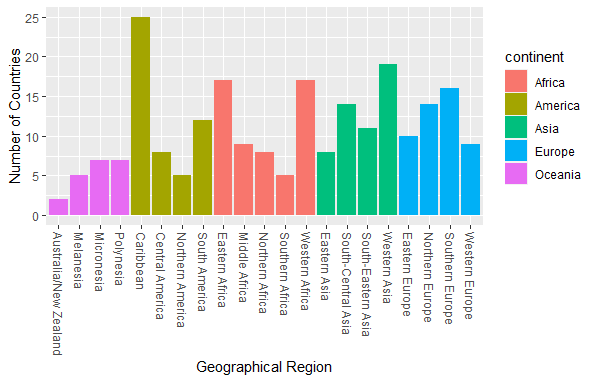 Number of Countries
25
20
15
10
5
0
Australia/New Zealand
Melanesia
Micronesia
Polynesia
Caribbean
Central America
Northern America
South America
Eastern Africa
Middle Africa
Northern Africa
Southern Africa
Western Africa
Eastern Asia
South-Central Asia
South-Eastern Asia
Western Asia
Eastern Europe
Northern Europe
Southern Europe
Western Europe
Geographical Region
continent
Africa
America
Asia
Europe
Oceania